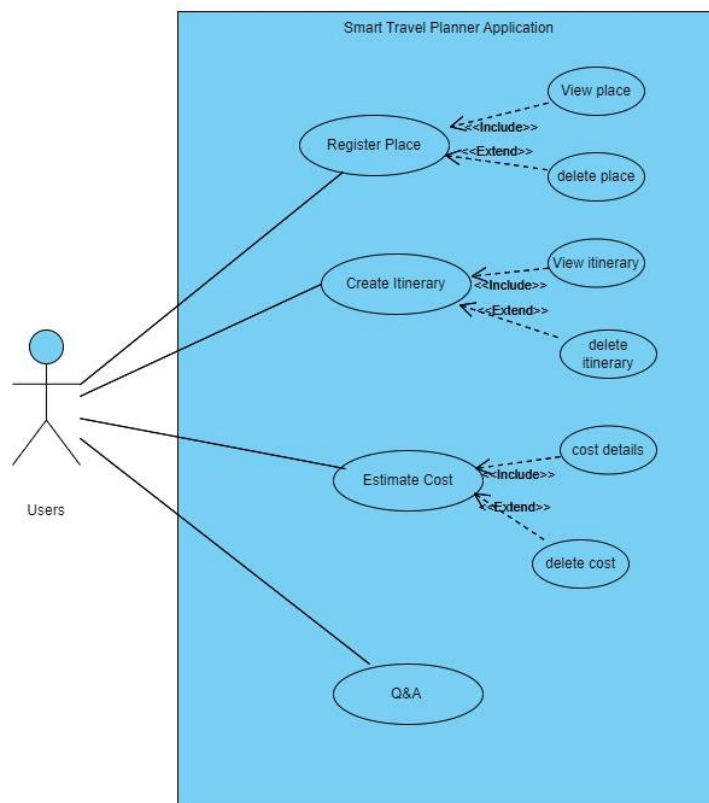 Smart Travel Planner Application
View place
<<Include>>
Register Place
<<Extend>>
delete place
View itinerary
Create Itinerary
<<Include>>
<<Extend>>
delete
itinerary
cost details
<<Include>>
Estimate Cost
<<Extend>>
Users
delete cost
Q&A